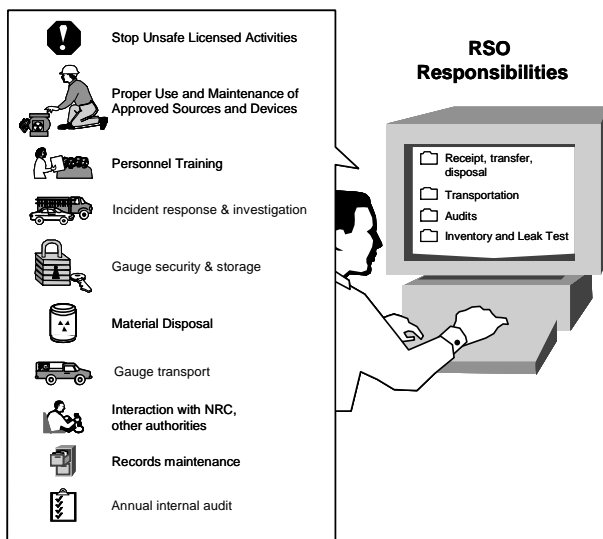 Stop Unsafe Licensed Activities
Proper Use and Maintenance of
Approved Sources and Devices
Personnel Training
Incident response & investigation
Gauge security & storage
Material Disposal
Gauge transport
Interaction with NRC,
other authorities
Records maintenance
Annual internal audit
RSO
Responsibilities
Receipt, transfer,
disposal
Transportation
Audits
Inventory and Leak Test